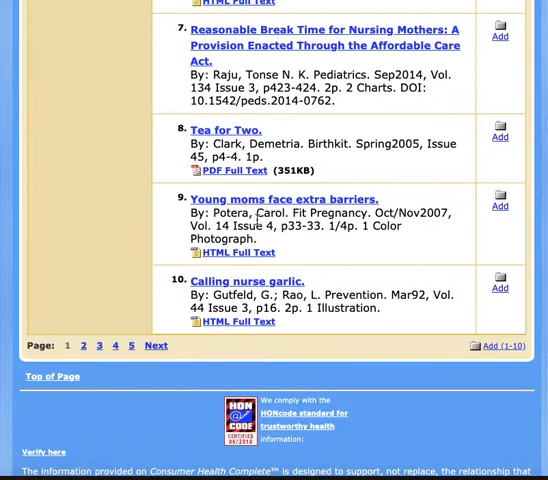 HTML Full Text
7. Reasonable Break Time for Nursing Mothers: A
Provision Enacted Through the Affordable Care
Act.
By: Raju, Tonse N. K. Pediatrics. Sep2014, Vol.
134 Issue 3, p423-424. 2p. 2 Charts. DOI:
10.1542/peds.2014-0762.
Add
8. Tea for Two.
By: Clark, Demetria. Birthkit. Spring2005, Issue
45, p4-4. 1p.
PDF Full Text (351KB)
Add
9. Young moms face extra barriers.
By: Potera, Carol. Fit Pregnancy. Oct/Nov2007,
Vol. 14 Issue 4, p33-33. 1/4p. 1 Color
Photograph.
HTML Full Text
Add
10. Calling nurse garlic.
By: Gutfeld, G.; Rao, L. Prevention. Mar92, Vol.
44 Issue 3, p16. 2p. 1 Illustration.
HTML Full Text
Add
Page: 1 2 3 4 5 Next
Add (1-10)
Top of Page
HON
@
CODE
CERTIFIED
We comply with the
HONcode standard for
trustworthy health
information:
Verify here
The information provided on Consumer Health Complete™ is designed to support, not replace, the relationship that